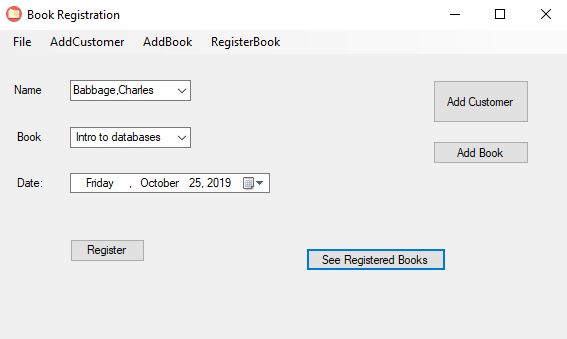 Book Registration
File AddCustomer AddBook RegisterBook
Name Babbage,Charles Add Customer
Book Intro to databases Add Book
Date: Friday , October 25, 2019
Register See Registered Books